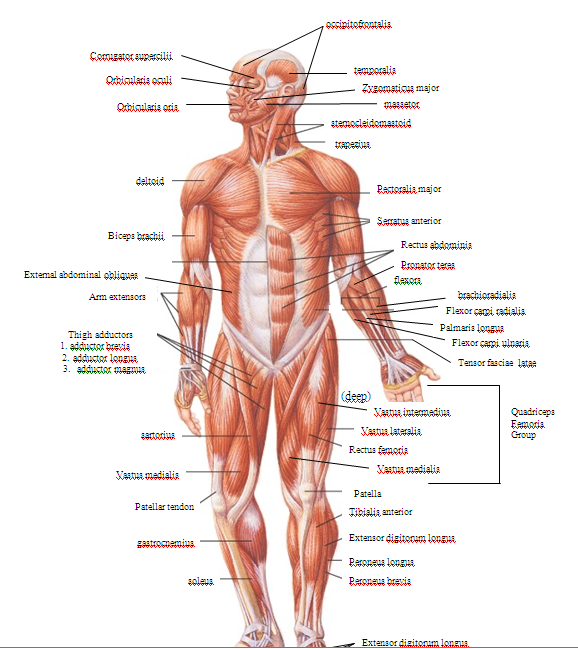 occipitofrontalis
Corrugator supercilii
temporalis
Orbicularis oculi
Zygomaticus major
Orbicularis oris
masseter
sternocleidomastoid
trapezius
deltoid
Pectoralis major
Serratus anterior
Biceps brachii
Rectus abdominis
Pronator teres
External abdominal obliques
flexors
Arm extensors
brachioradialis
Flexor carpi radialis
Palmaris longus
Thigh adductors
Flexor carpi ulnaris
1. adductor brevis
2. adductor longus
3. adductor magnus
Tensor fasciae latae
(deep)
Vastus intermedius
Quadriceps
Femoris
Group
Vastus lateralis
sartorius
Rectus femoris
Vastus medialis
Vastus medialis
Patella
Patellar tendon
Tibialis anterior
gastrocnemius
Extensor digitorum longus
Peroneus longus
soleus
Peroneus brevis
Extensor digitorum longus